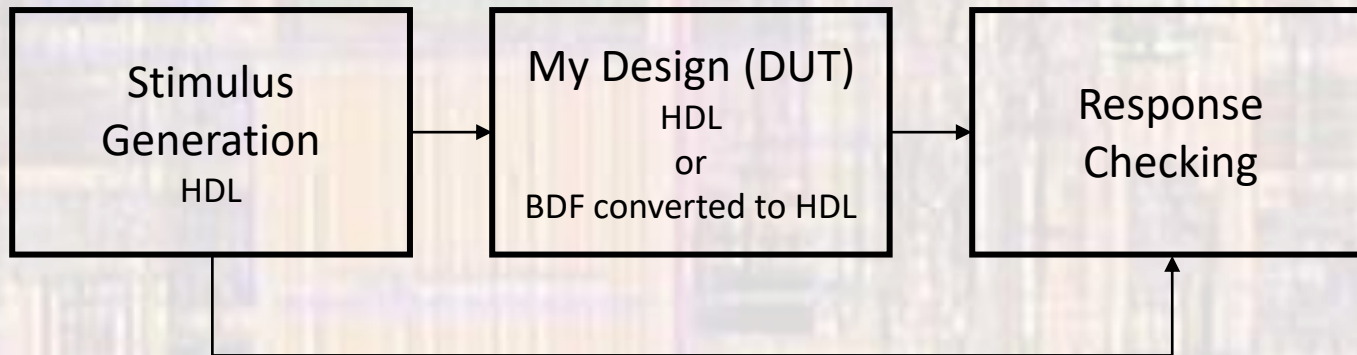 Stimulus
Generation
HDL
My Design (DUT)
HDL
or
BDF converted to HDL
Response
Checking